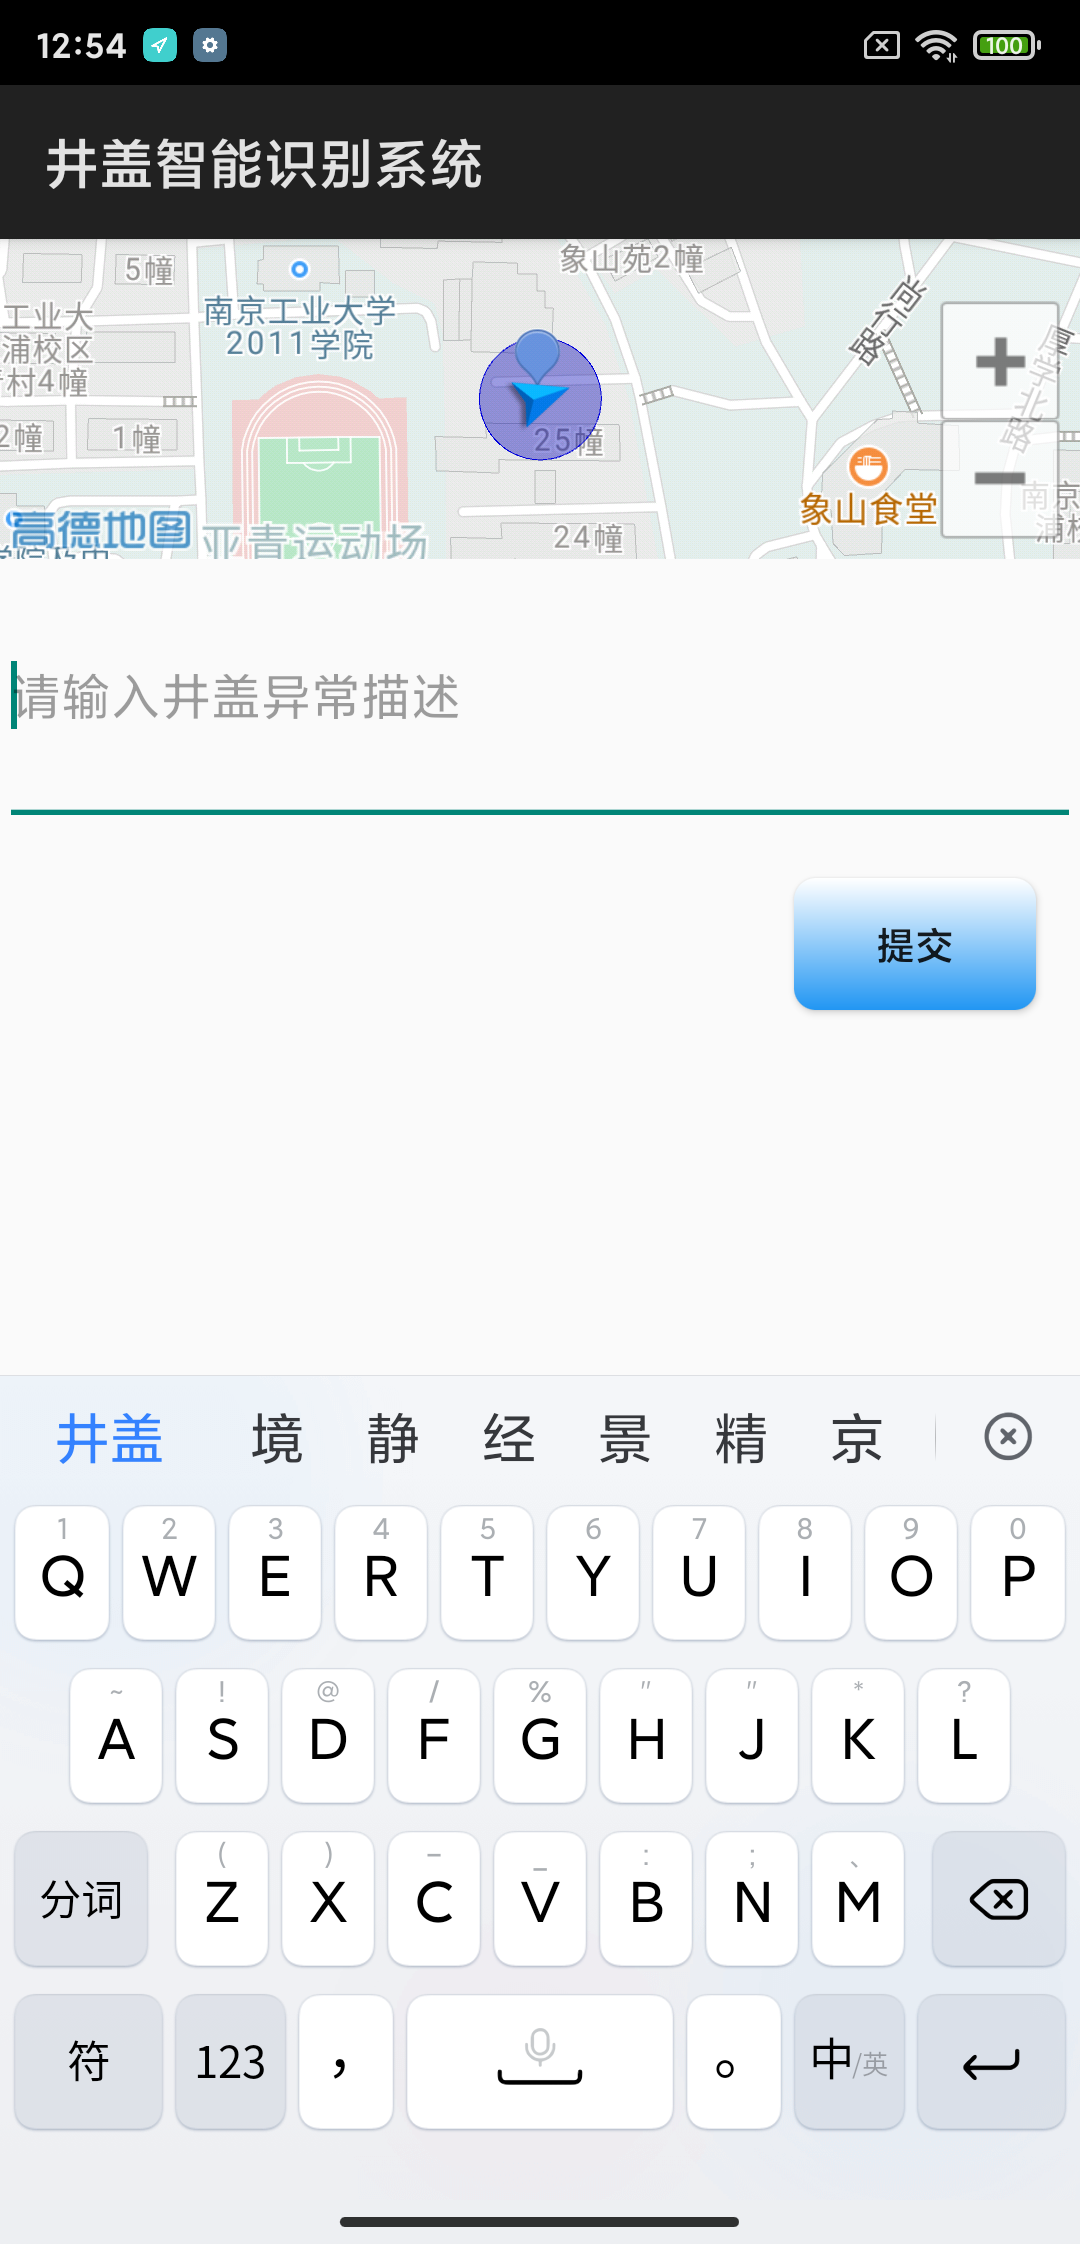 12:54
100
井盖智能识别系统
象山苑2幢
5幢
南京工业大学
2011学院
工业大
浦校区
村4幢
尚行路
厚学北路
2幢
1幢
25幢
象山食堂
南京
浦
高德地图
亚青运动场
24幢
请输入井盖异常描述
提交
井盖 境 静 经 景 精 京
1 2 3 4 5 6 7 8 9 0
Q W E R T Y U I O P
~ ! @ / % " " * ?
A S D F G H J K L
( ) – _ : ; 、
分词 Z X C V B N M
符 123 ， 。 中/英